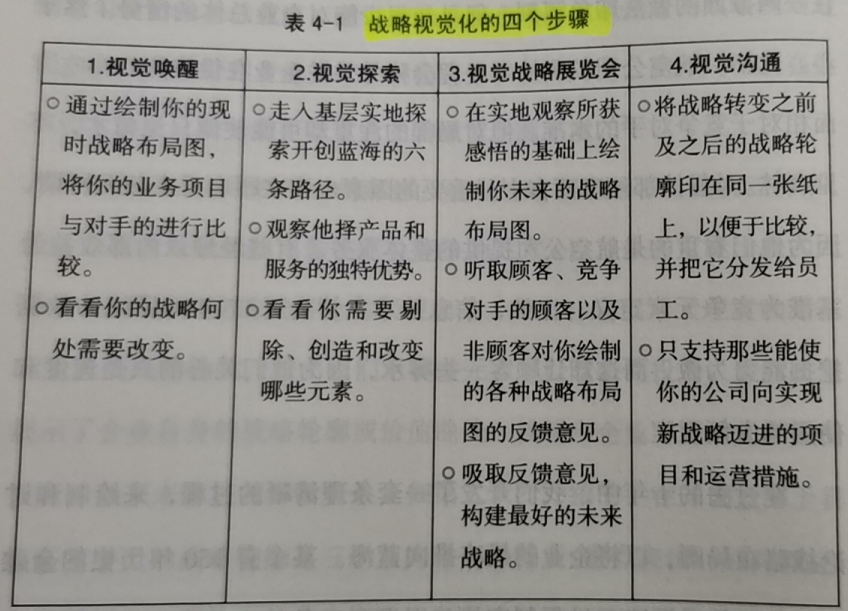 表 4-1 战略视觉化的四个步骤
1.视觉唤醒
○通过绘制你的现
时战略布局图，
将你的业务项目
与对手的进行比
较。
○看看你的战略何
处需要改变。
2.视觉探索
○走入基层实地探
索开创蓝海的六
条路径。
○观察他择产品和
服务的独特优势。
○看看你需要剔
除、创造和改变
哪些元素。
3.视觉战略展览会
○在实地观察所获
感悟的基础上绘
制你未来的战略
布局图。
○听取顾客、竞争
对手的顾客以及
非顾客对你绘制
的各种战略布局
图的反馈意见。
○吸取反馈意见，
构建最好的未来
战略。
4.视觉沟通
○将战略转变之前
及之后的战略轮
廓印在同一张纸
上，以便于比较，
并把它分发给员
工。
○只支持那些能使
你的公司向实现
新战略迈进的项
目和运营措施。